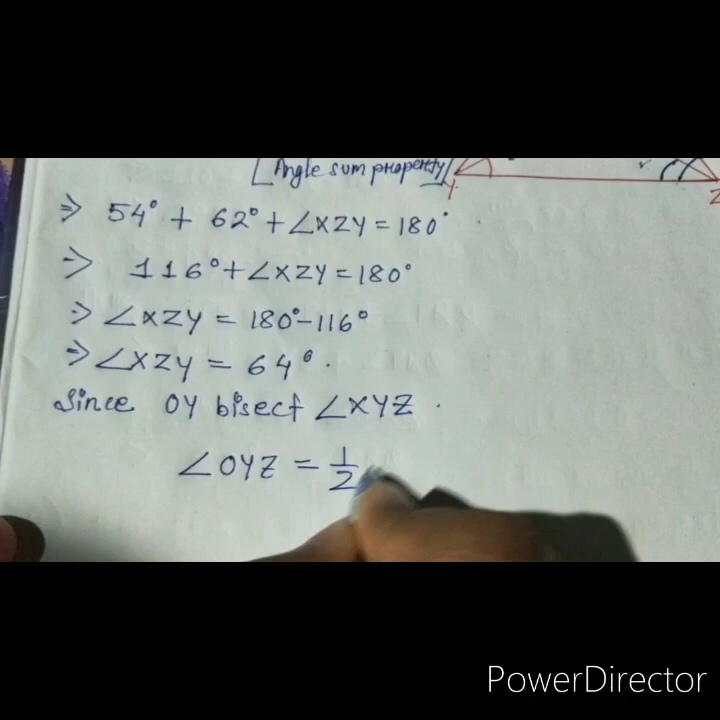 [Angle sum property]
Y
Z
⇒ 54° + 62° + ∠XZY = 180°
⇒ 116° + ∠XZY = 180°
⇒ ∠XZY = 180° - 116°
⇒ ∠XZY = 64°.
Since OY bisect ∠XYZ.
∠OYZ = 1/2
PowerDirector